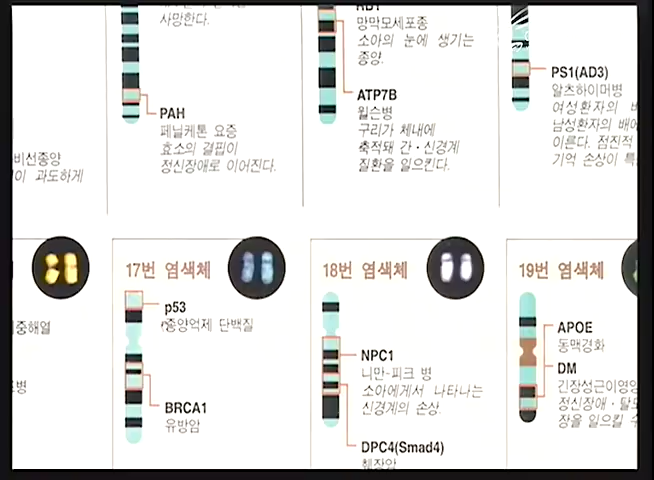 사망한다.
PAH
페닐케톤 요증
효소의 결핍이
정신장애로 이어진다.
RB1
망막모세포종
소아의 눈에 생기는
종양.
ATP7B
윌슨병
구리가 체내에
축적돼 간·신경계
질환을 일으킨다.
PS1(AD3)
알츠하이머병
여성환자의
남성환자의
이른다. 점진적
기억 손상이
비선종양
이 과도하게
17번 염색체
p53
종양억제 단백질
BRCA1
유방암
18번 염색체
NPC1
니만-피크 병
소아에게서 나타나는
신경계의 손상.
DPC4(Smad4)
췌장암
19번 염색체
APOE
동맥경화
DM
긴장성근이영양
정신장애·탈모
장을 일으킬
중해열
병